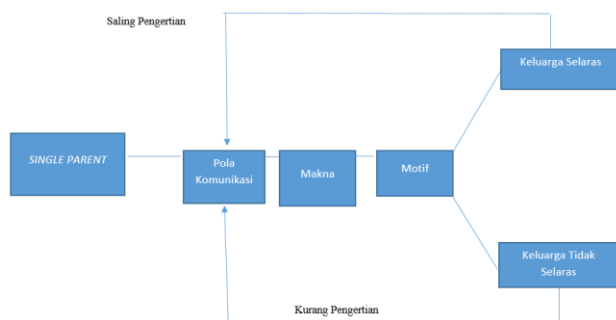 Saling Pengertian
Keluarga Selaras
SINGLE PARENT
Pola
Komunikasi
Makna
Motif
Keluarga Tidak
Selaras
Kurang Pengertian